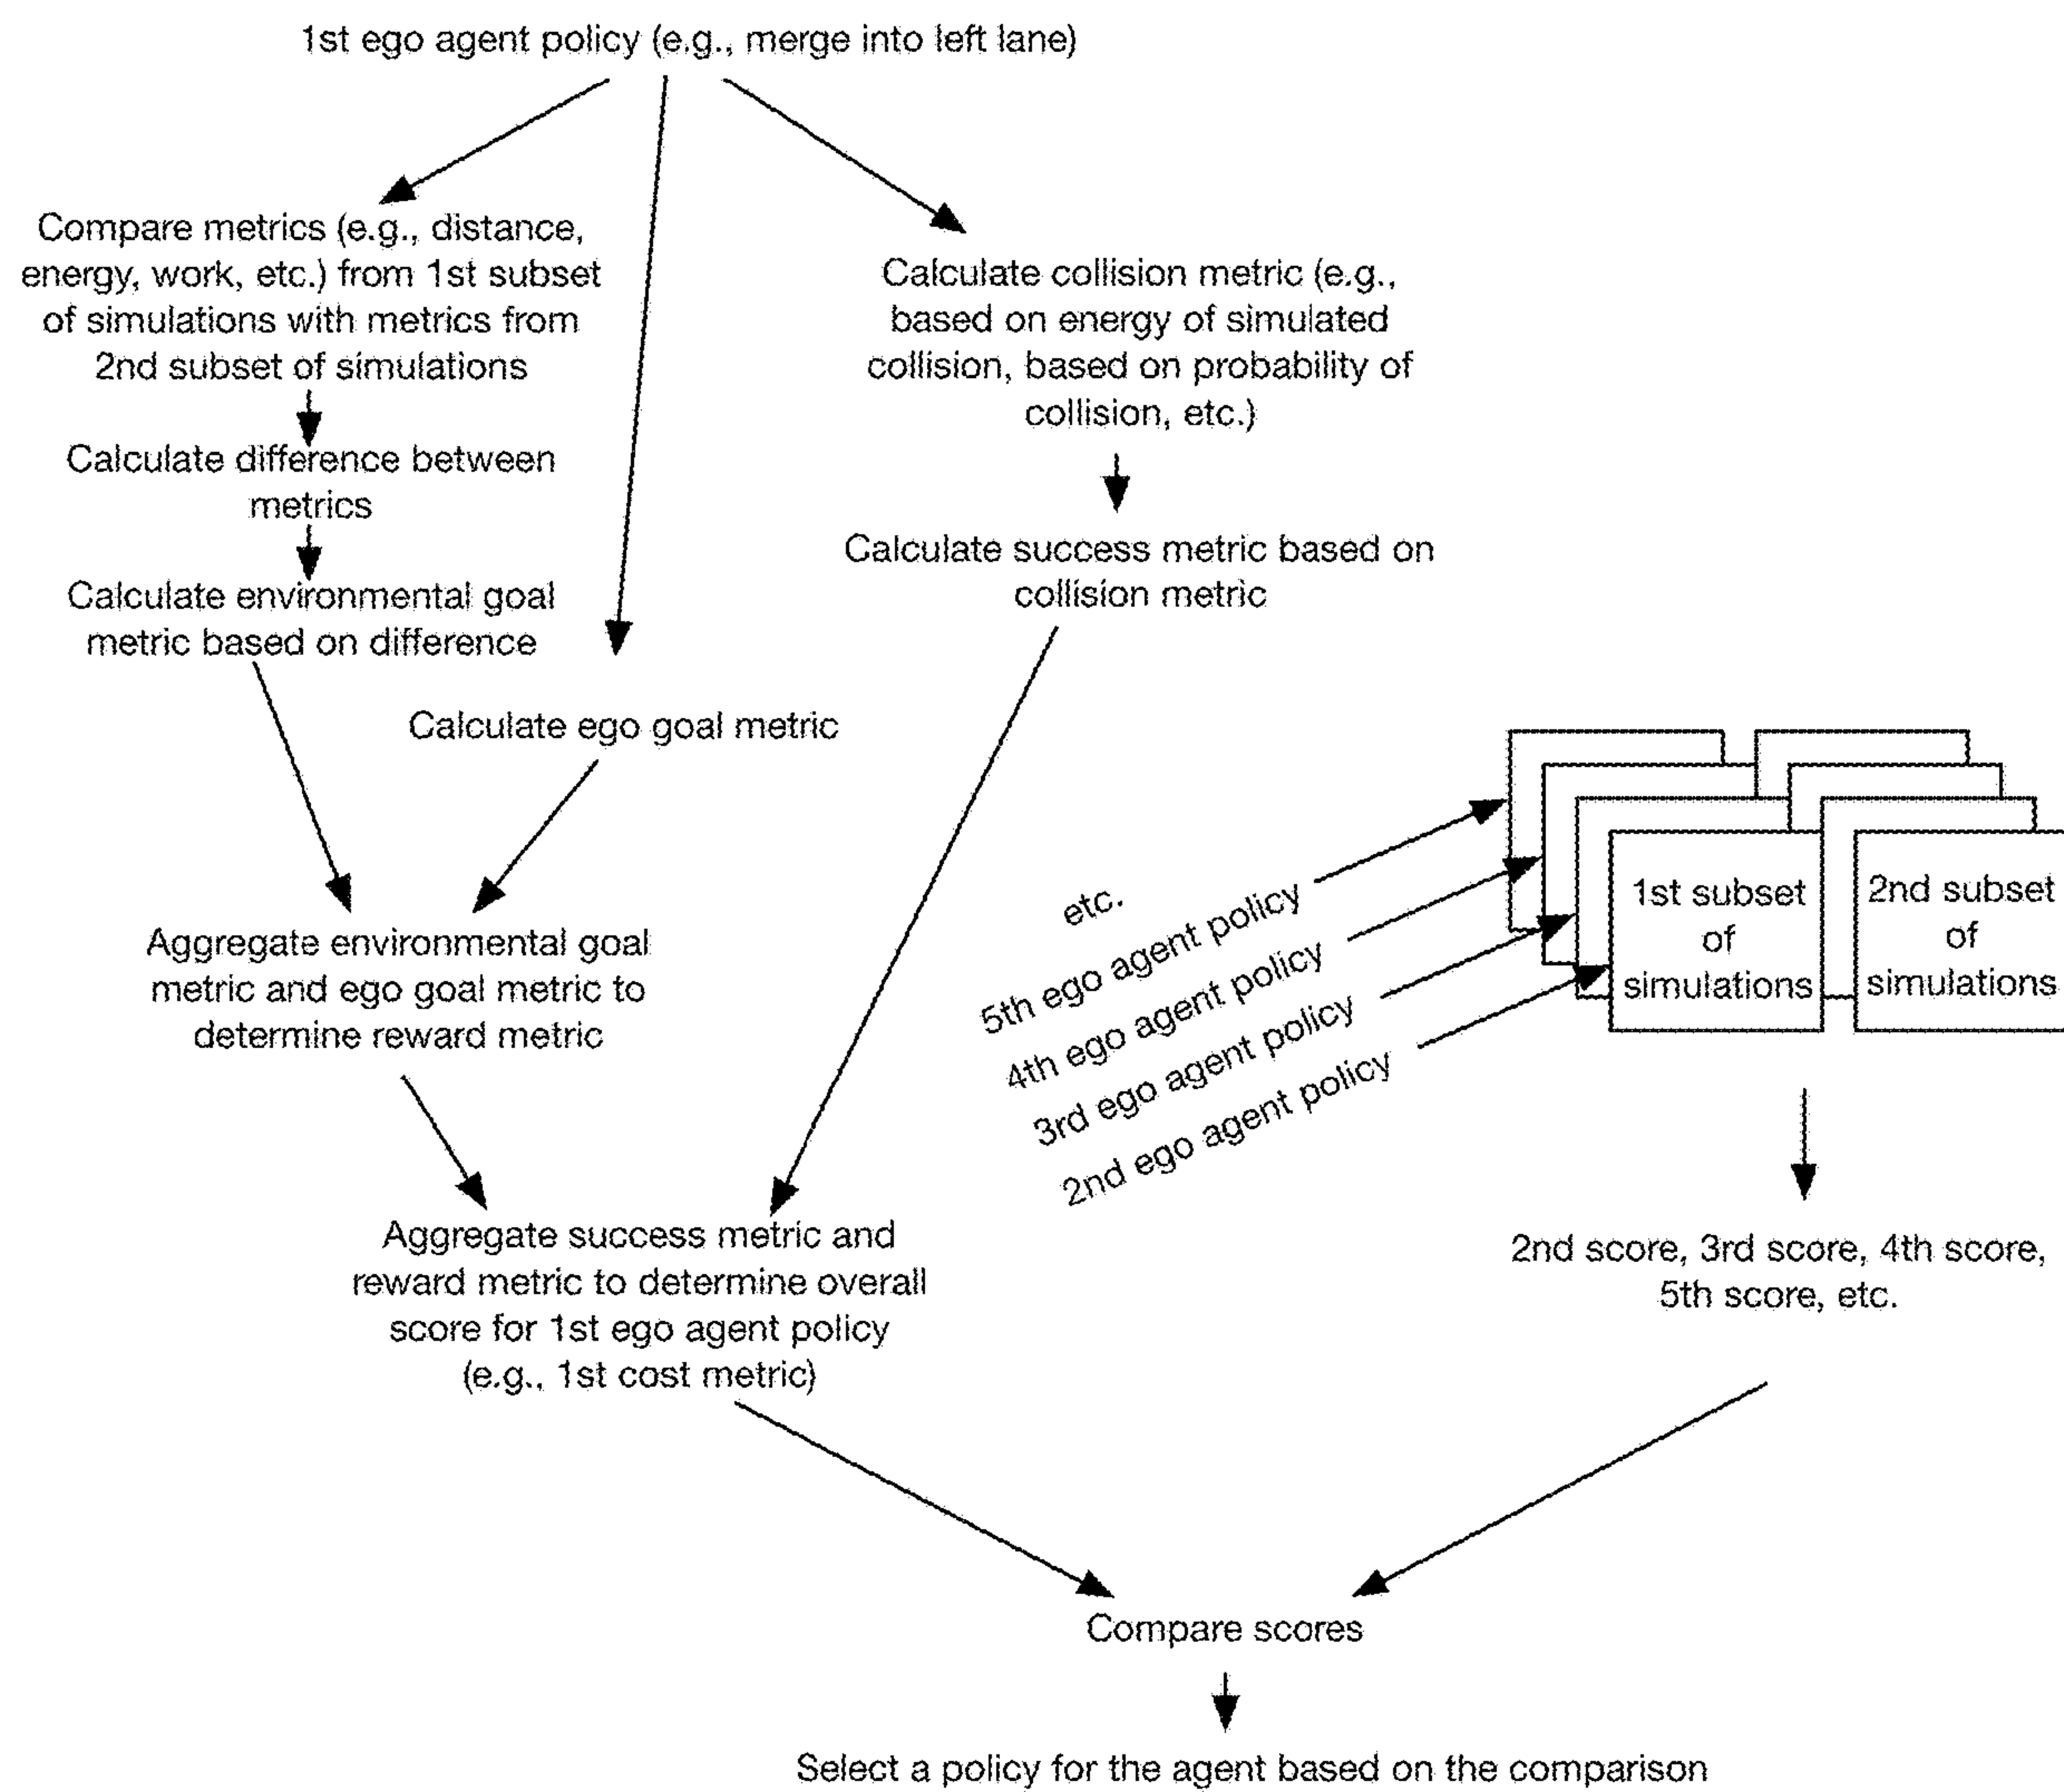 1st ego agent policy (e.g., merge into left lane)
Compare metrics (e.g., distance,
energy, work, etc.) from 1st subset
of simulations with metrics from
2nd subset of simulations
Calculate difference between
metrics
Calculate environmental goal
metric based on difference
Calculate ego goal metric
Calculate collision metric (e.g.,
based on energy of simulated
collision, based on probability of
collision, etc.)
Calculate success metric based on
collision metric
Aggregate environmental goal
metric and ego goal metric to
determine reward metric
Aggregate success metric and
reward metric to determine overall
score for 1st ego agent policy
(e.g., 1st cost metric)
etc.
5th ego agent policy
4th ego agent policy
3rd ego agent policy
2nd ego agent policy
1st subset
of
simulations
2nd subset
of
simulations
2nd score, 3rd score, 4th score,
5th score, etc.
Compare scores
Select a policy for the agent based on the comparison